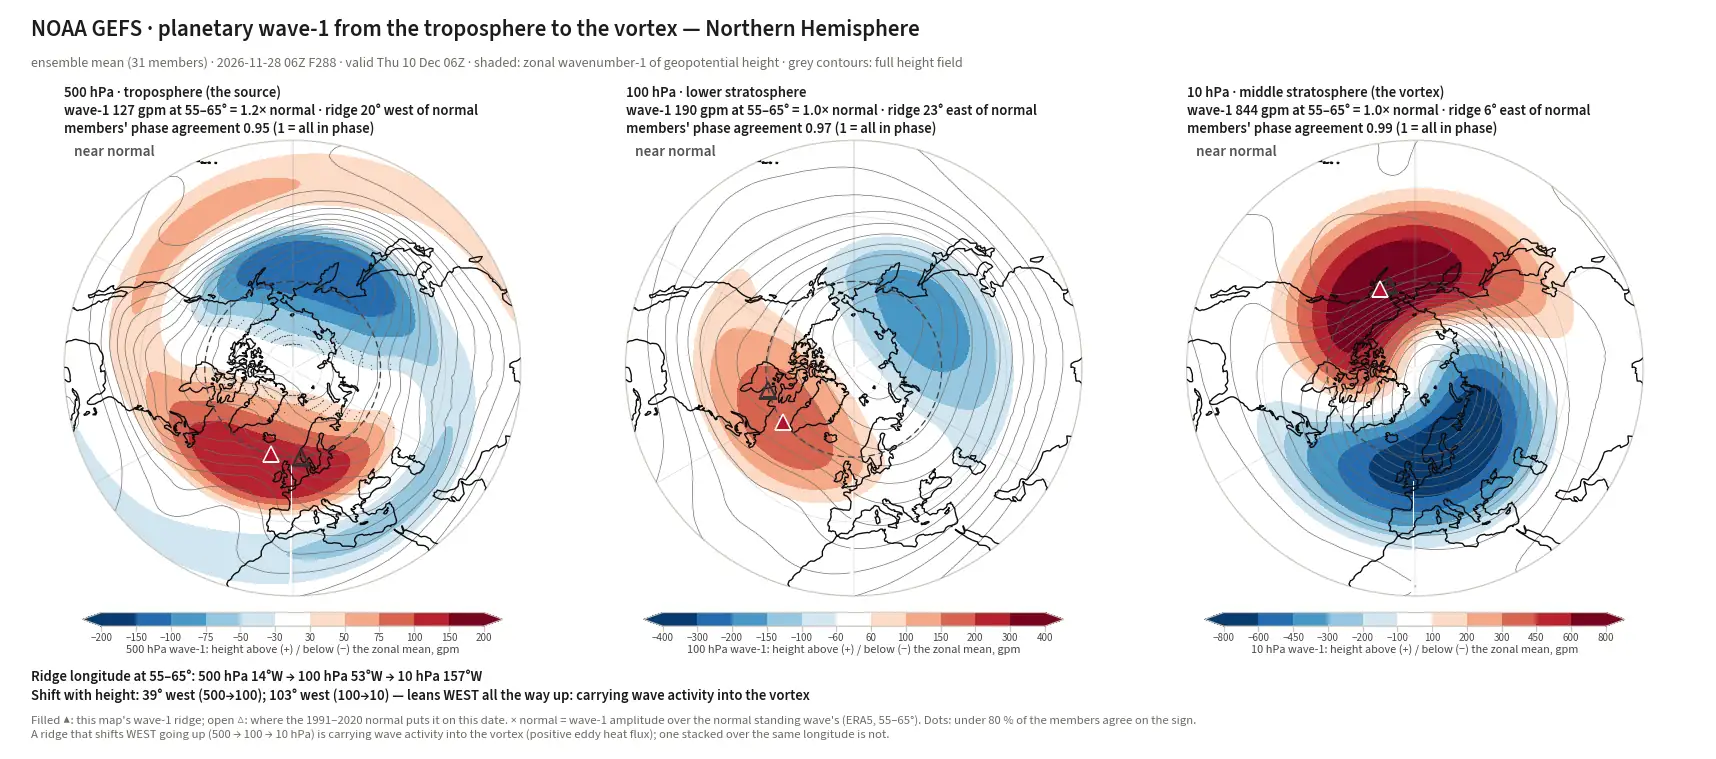 NOAA GEFS · planetary wave-1 from the troposphere to the vortex — Northern Hemisphere
ensemble mean (31 members) · 2026-11-28 06Z F288 · valid Thu 10 Dec 06Z · shaded: zonal wavenumber-1 of geopotential height · grey contours: full height field
500 hPa · troposphere (the source)
wave-1 127 gpm at 55–65° = 1.2× normal · ridge 20° west of normal
members' phase agreement 0.95 (1 = all in phase)
near normal
100 hPa · lower stratosphere
wave-1 190 gpm at 55–65° = 1.0× normal · ridge 23° east of normal
members' phase agreement 0.97 (1 = all in phase)
near normal
10 hPa · middle stratosphere (the vortex)
wave-1 844 gpm at 55–65° = 1.0× normal · ridge 6° east of normal
members' phase agreement 0.99 (1 = all in phase)
near normal
−200 −150 −100 −75 −50 −30 30 50 75 100 150 200
500 hPa wave-1: height above (+) / below (−) the zonal mean, gpm
−400 −300 −200 −150 −100 −60 60 100 150 200 300 400
100 hPa wave-1: height above (+) / below (−) the zonal mean, gpm
−800 −600 −450 −300 −200 −100 100 200 300 450 600 800
10 hPa wave-1: height above (+) / below (−) the zonal mean, gpm
Ridge longitude at 55–65°: 500 hPa 14°W → 100 hPa 53°W → 10 hPa 157°W
Shift with height: 39° west (500→100); 103° west (100→10) — leans WEST all the way up: carrying wave activity into the vortex
Filled ▲: this map's wave-1 ridge; open △: where the 1991–2020 normal puts it on this date. × normal = wave-1 amplitude over the normal standing wave's (ERA5, 55–65°). Dots: under 80 % of the members agree on the sign.
A ridge that shifts WEST going up (500 → 100 → 10 hPa) is carrying wave activity into the vortex (positive eddy heat flux); one stacked over the same longitude is not.